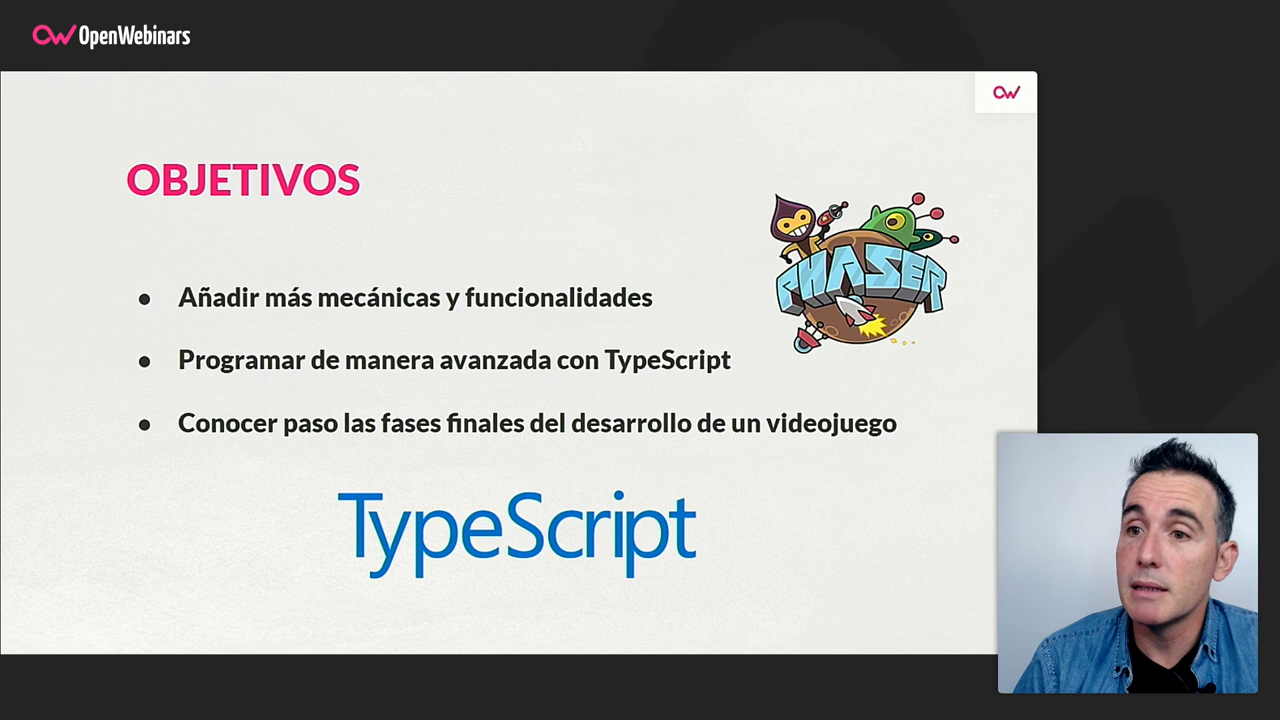 OpenWebinars
OBJETIVOS
PHASER
● Añadir más mecánicas y funcionalidades
● Programar de manera avanzada con TypeScript
● Conocer paso las fases finales del desarrollo de un videojuego
TypeScript